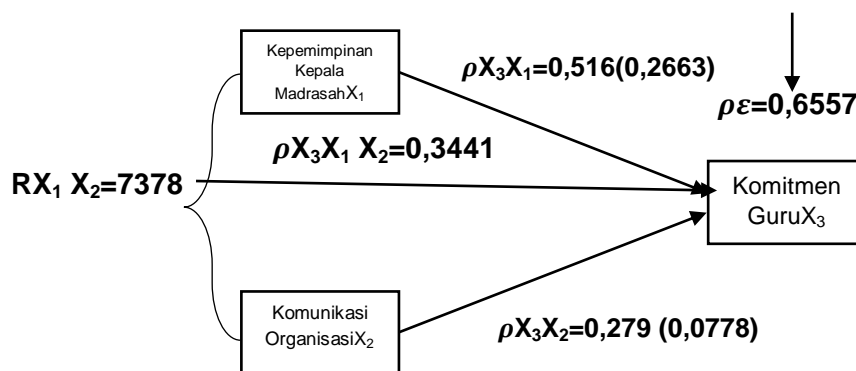 Kepemimpinan
Kepala
MadrasahX₁
ρX₃X₁=0,516(0,2663)
ρε=0,6557
ρX₃X₁ X₂=0,3441
RX₁ X₂=7378
Komitmen
GuruX₃
Komunikasi
OrganisasiX₂
ρX₃X₂=0,279 (0,0778)